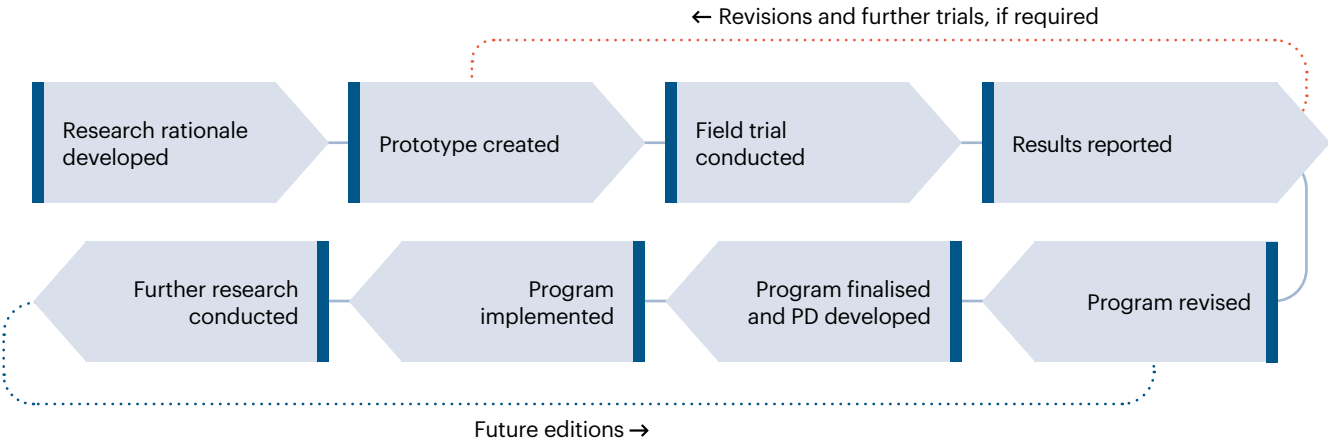 ← Revisions and further trials, if required
Research rationale
developed
Prototype created
Field trial
conducted
Results reported
Further research
conducted
Program
implemented
Program finalised
and PD developed
Program revised
Future editions →